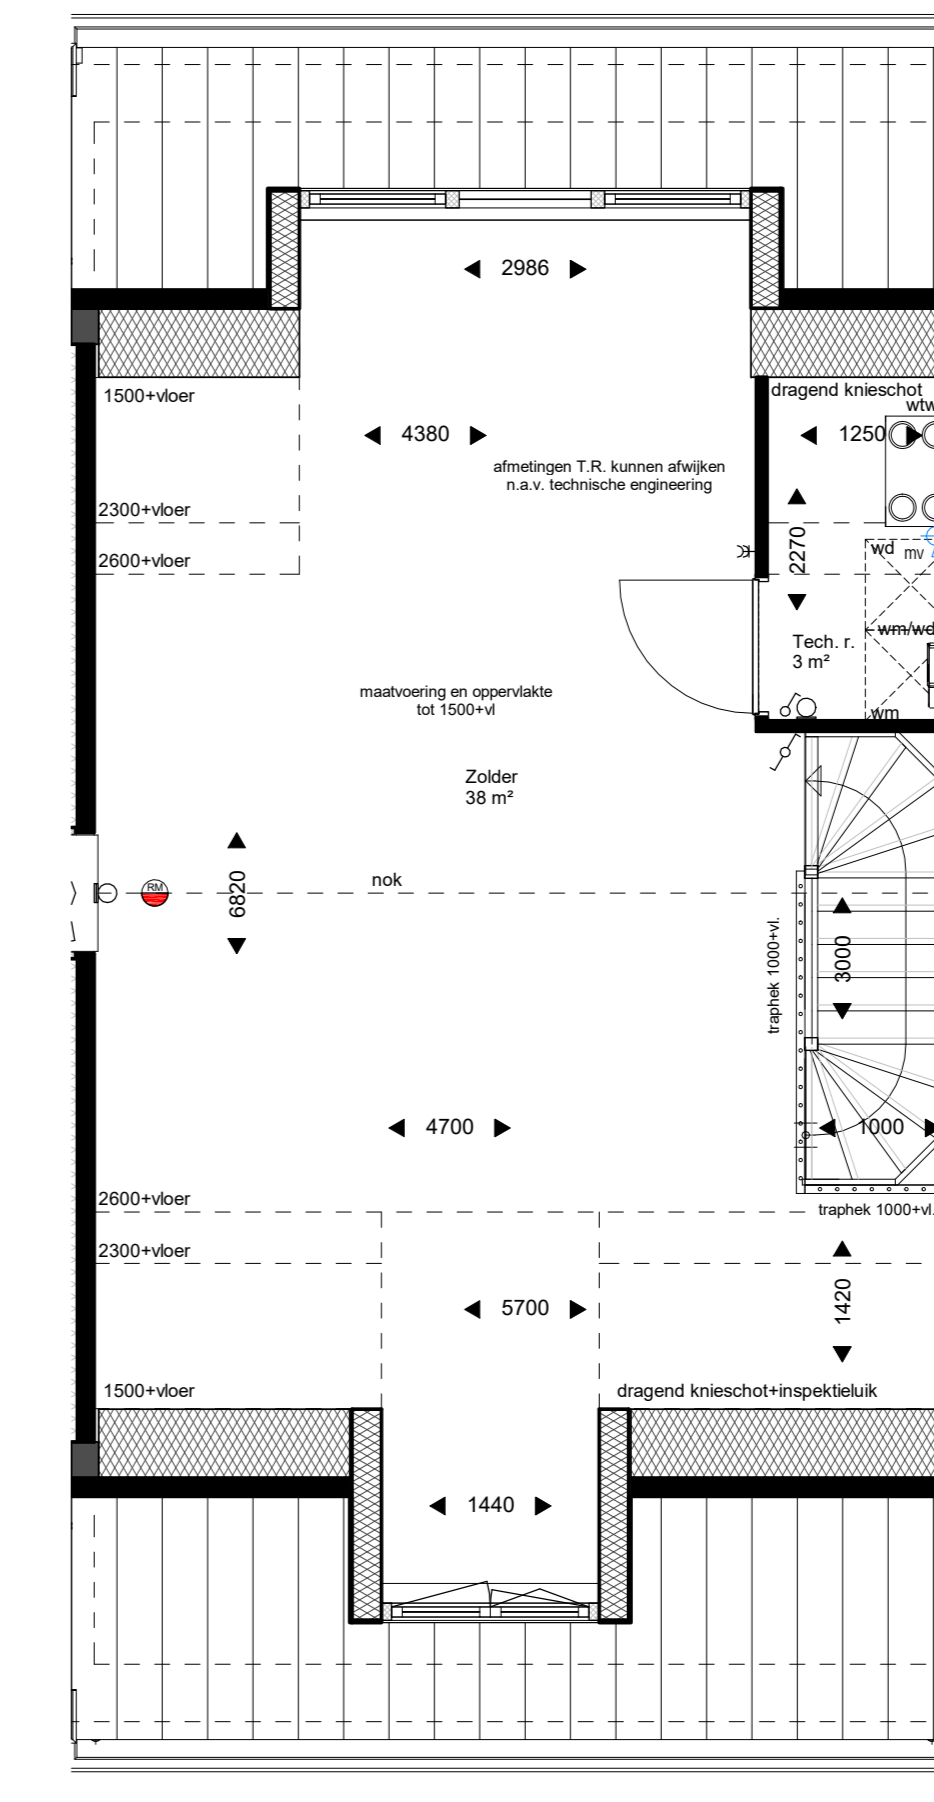 2986
1500+vloer
dragend knieschot
wtw
4380
1250
afmetingen T.R. kunnen afwijken
n.a.v. technische engineering
2300+vloer
2270
2600+vloer
wd
mv
wm/wd
Tech. r.
3 m²
maatvoering en oppervlakte
tot 1500+vl
wm
Zolder
38 m²
nok
RM
6820
traphek 1000+vl.
3000
4700
1000
2600+vloer
traphek 1000+vl.
2300+vloer
5700
1420
1500+vloer
dragend knieschot+inspektieluik
1440